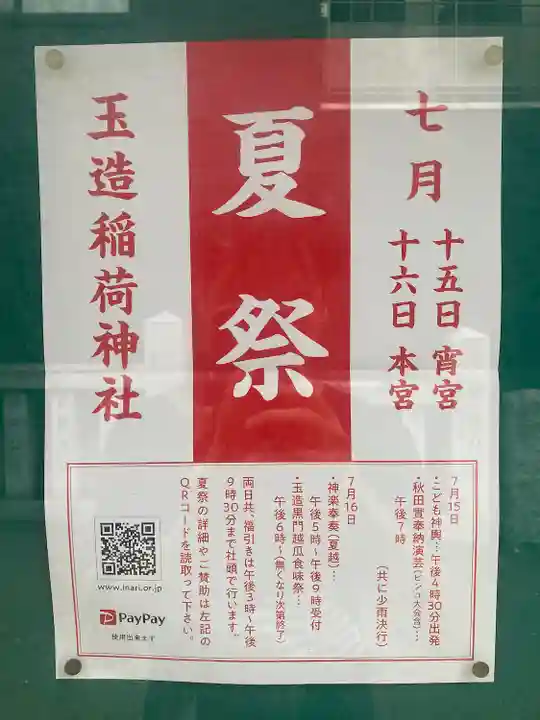 七月
十五日 宵宮
十六日 本宮
夏祭
玉造稲荷神社
7月15日
・こども神輿…午後4時30分出発
・秋田實奉納演芸(ビンゴ大会含)…
午後7時
(共に少雨決行)
7月16日
・神楽奉奏(夏越)…
午後5時~午後9時受付
・玉造黒門越瓜食味祭…
午後6時~(無くなり次第終了)
両日共、福引きは午後3時~午後
9時30分まで社頭で行います。
夏祭の詳細やご賛助は左記の
QRコードを読取って下さい。
www.inari.or.jp
PayPay
使用出来ます